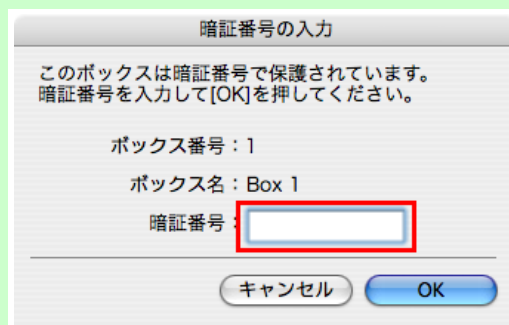 暗証番号の入力
このボックスは暗証番号で保護されています。
暗証番号を入力して[OK]を押してください。
ボックス番号：1
ボックス名：Box 1
暗証番号：
キャンセル OK